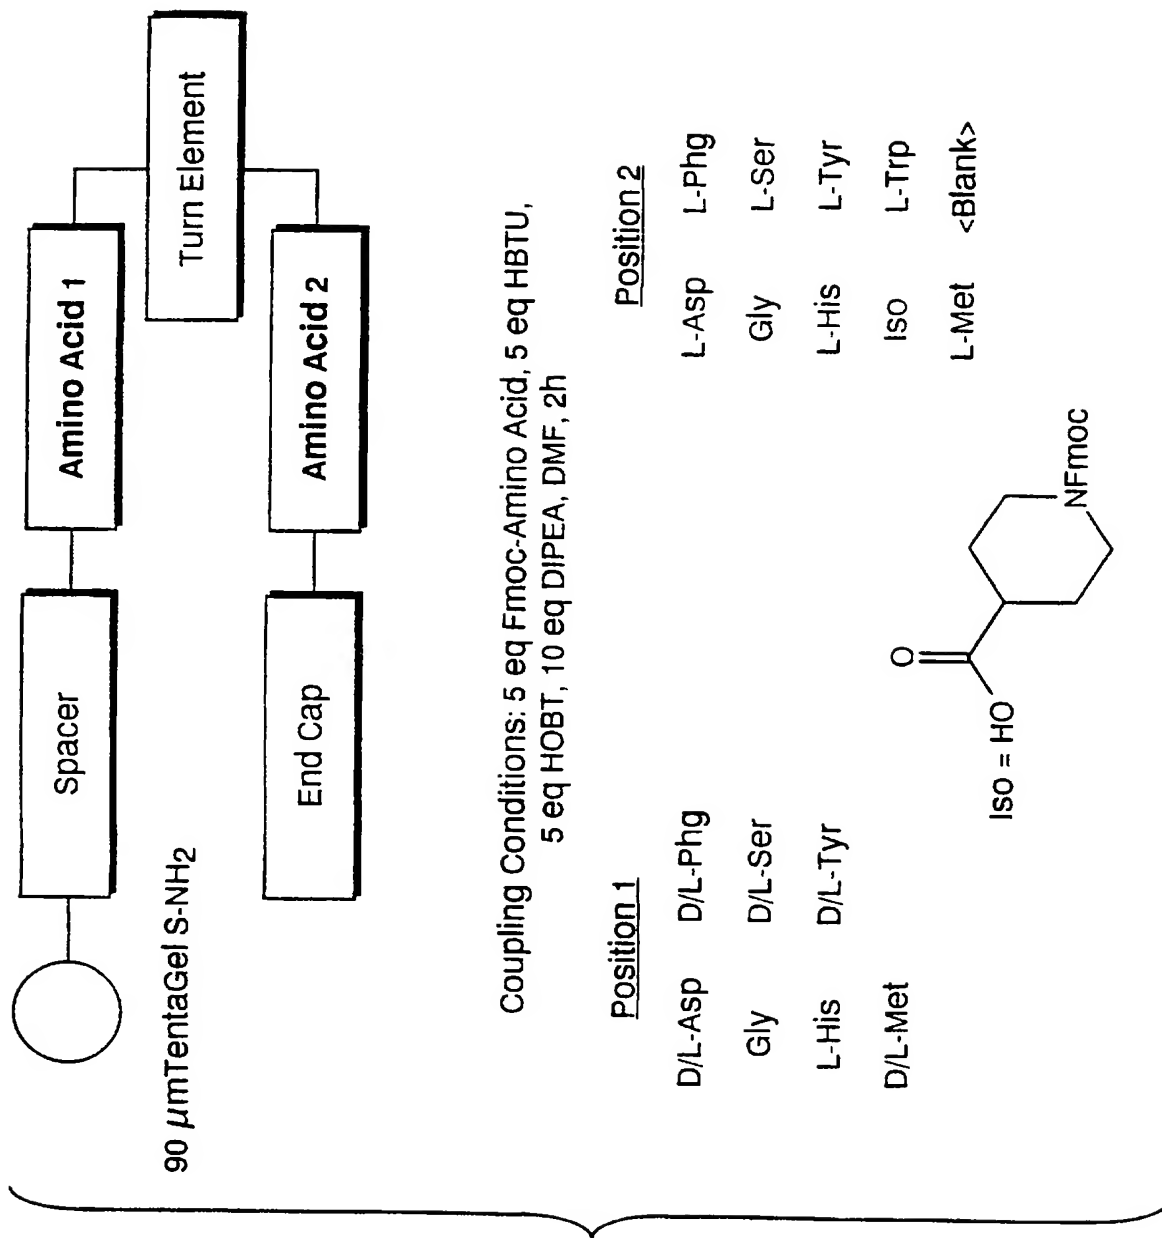 Spacer
Amino Acid 1
Turn Element
End Cap
Amino Acid 2
90 μmTentaGel S-NH2
Coupling Conditions: 5 eq Fmoc-Amino Acid, 5 eq HBTU,
5 eq HOBT, 10 eq DIPEA, DMF, 2h
Position 1
D/L-Asp D/L-Phg
Gly D/L-Ser
L-His D/L-Tyr
D/L-Met
Position 2
L-Asp L-Phg
Gly L-Ser
L-His L-Tyr
Iso L-Trp
L-Met <Blank>
O
Iso = HO
NFmoc